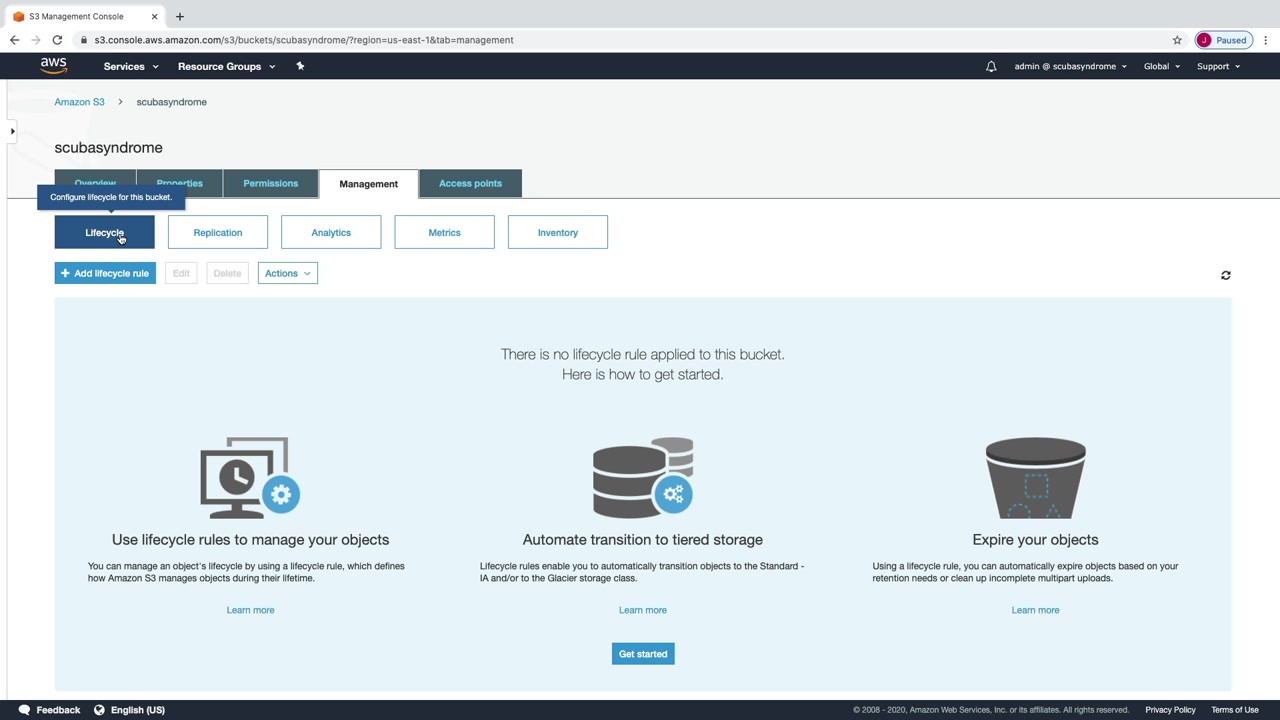 S3 Management Console
s3.console.aws.amazon.com/s3/buckets/scubasyndrome/?region=us-east-1&tab=management
J Paused
aws Services Resource Groups admin @ scubasyndrome Global Support
Amazon S3 > scubasyndrome
scubasyndrome
Overview Properties Permissions Management Access points
Configure lifecycle for this bucket.
Lifecycle Replication Analytics Metrics Inventory
+ Add lifecycle rule Edit Delete Actions
There is no lifecycle rule applied to this bucket.
Here is how to get started.
Use lifecycle rules to manage your objects
You can manage an object's lifecycle by using a lifecycle rule, which defines
how Amazon S3 manages objects during their lifetime.
Learn more
Automate transition to tiered storage
Lifecycle rules enable you to automatically transition objects to the Standard -
IA and/or to the Glacier storage class.
Learn more
Expire your objects
Using a lifecycle rule, you can automatically expire objects based on your
retention needs or clean up incomplete multipart uploads.
Learn more
Get started
Feedback English (US) © 2008 - 2020, Amazon Web Services, Inc. or its affiliates. All rights reserved. Privacy Policy Terms of Use